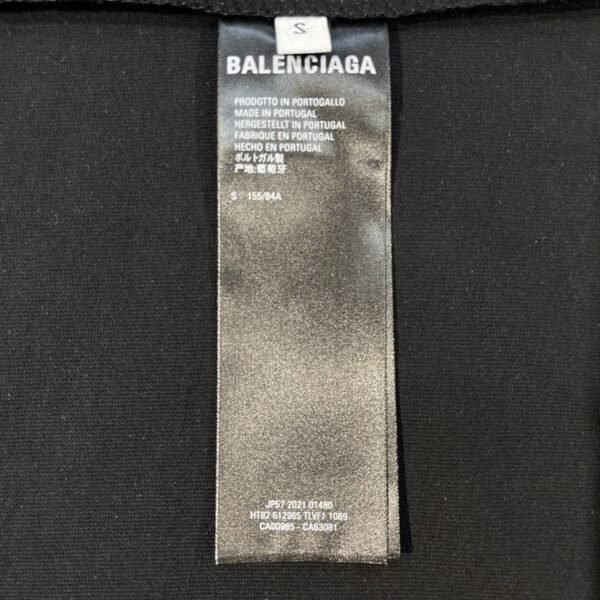 S
BALENCIAGA
PRODOTTO IN PORTOGALLO
MADE IN PORTUGAL
HERGESTELLT IN PORTUGAL
FABRIQUE EN PORTUGAL
HECHO EN PORTUGAL
ポルトガル製
产地:葡萄牙
S 155/84A
JP57 2021 01480
HT82 612965 TLVF1 1069
CA00985 - CA63081